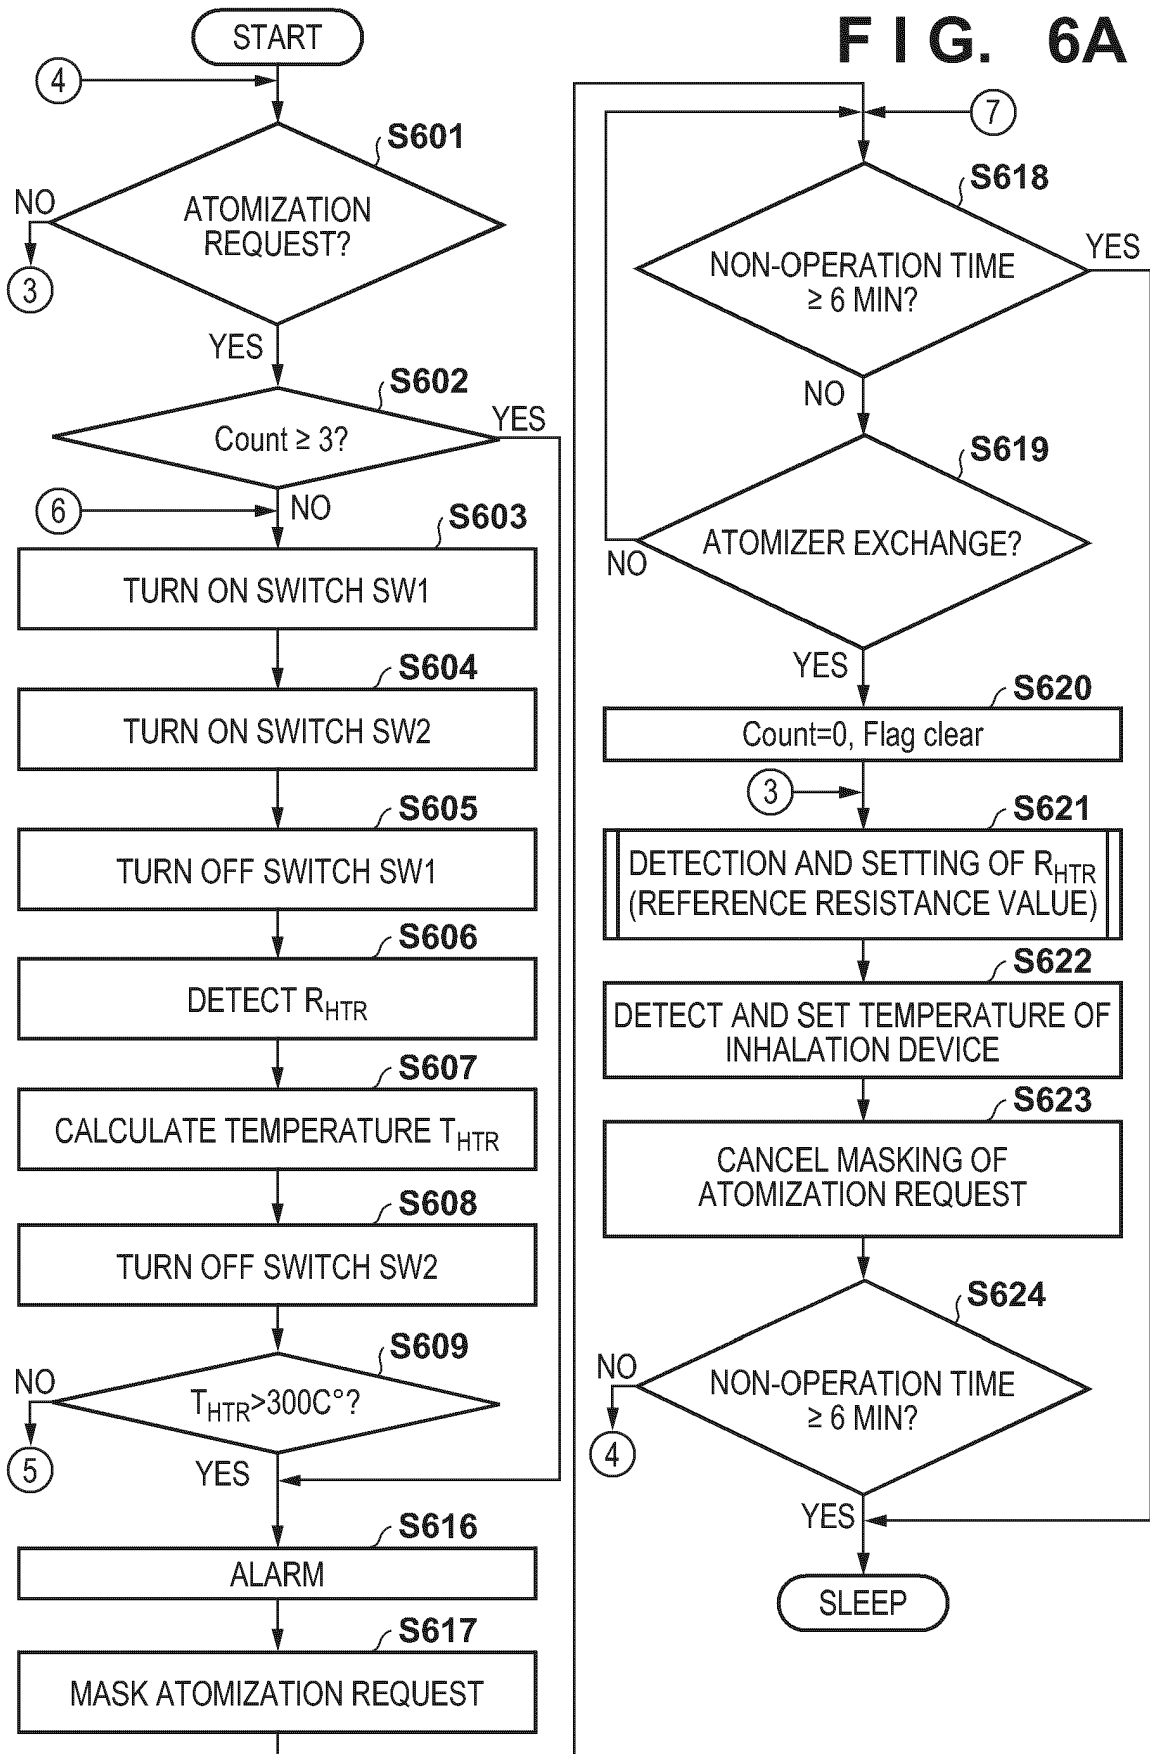 FIG. 6A
START
4
S601
ATOMIZATION
REQUEST?
NO
3
YES
S602
Count ≥ 3?
YES
NO
6
S603
TURN ON SWITCH SW1
S604
TURN ON SWITCH SW2
S605
TURN OFF SWITCH SW1
S606
DETECT RHTR
S607
CALCULATE TEMPERATURE THTR
S608
TURN OFF SWITCH SW2
S609
THTR>300C°?
NO
5
YES
S616
ALARM
S617
MASK ATOMIZATION REQUEST
7
S618
NON-OPERATION TIME
≥ 6 MIN?
YES
NO
S619
ATOMIZER EXCHANGE?
NO
YES
S620
Count=0, Flag clear
3
S621
DETECTION AND SETTING OF RHTR
(REFERENCE RESISTANCE VALUE)
S622
DETECT AND SET TEMPERATURE OF
INHALATION DEVICE
S623
CANCEL MASKING OF
ATOMIZATION REQUEST
S624
NON-OPERATION TIME
≥ 6 MIN?
NO
4
YES
SLEEP